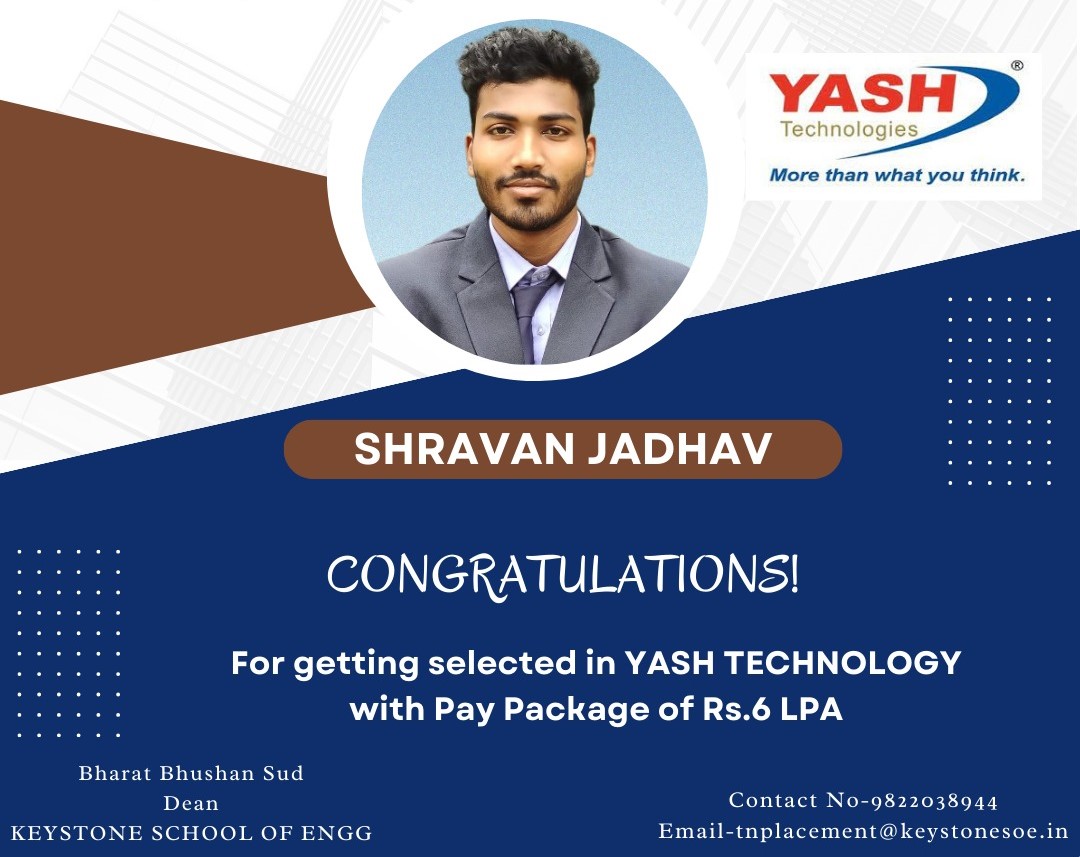 YASH ®
Technologies
More than what you think.
SHRAVAN JADHAV
CONGRATULATIONS!
For getting selected in YASH TECHNOLOGY
with Pay Package of Rs.6 LPA
Bharat Bhushan Sud
Dean
KEYSTONE SCHOOL OF ENGG
Contact No-9822038944
Email-tnplacement@keystonesoe.in